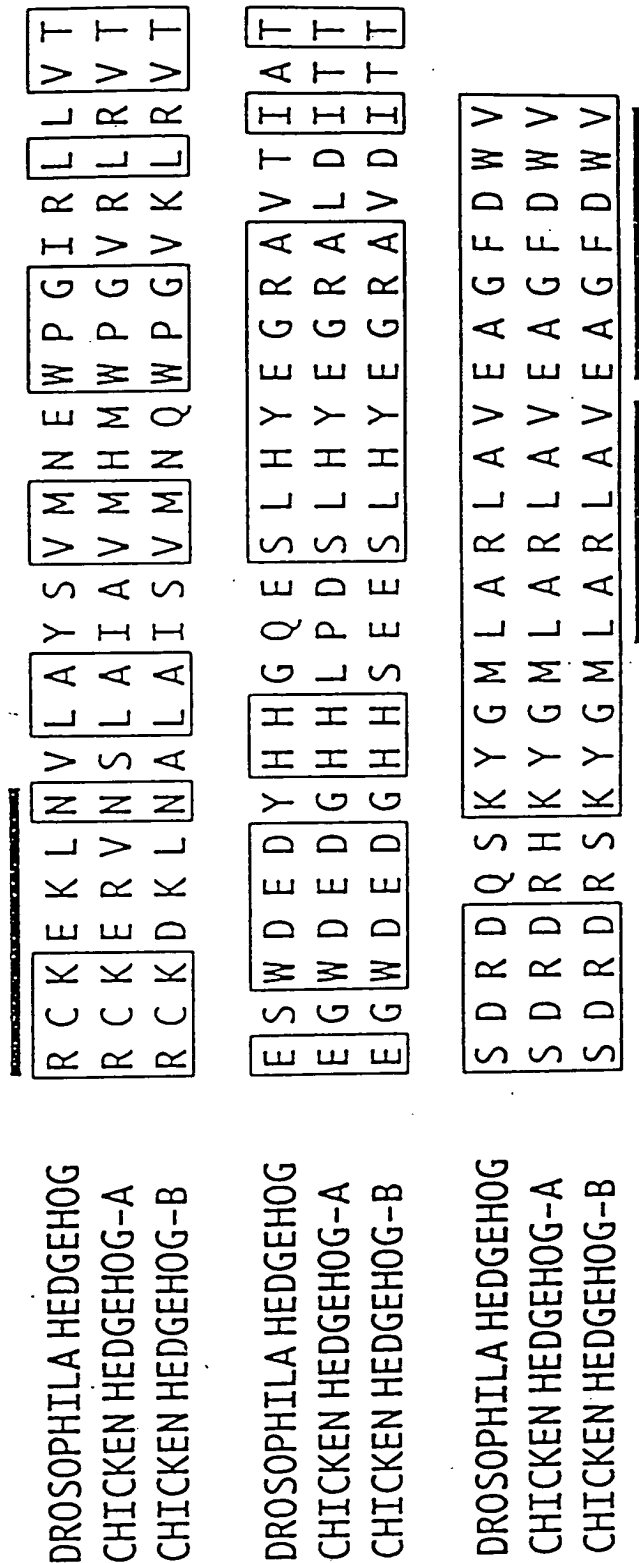 DROSOPHILA HEDGEHOG R C K E K L N V L A Y S V M N E W P G I R L L V T
CHICKEN HEDGEHOG-A R C K E R V N S L A I A V M H M W P G V R L R V T
CHICKEN HEDGEHOG-B R C K D K L N A L A I S V M N Q W P G V K L R V T
DROSOPHILA HEDGEHOG E S W D E D Y H H G Q E S L H Y E G R A V T I A T
CHICKEN HEDGEHOG-A E G W D E D G H H L P D S L H Y E G R A L D I T T
CHICKEN HEDGEHOG-B E G W D E D G H H S E E S L H Y E G R A V D I T T
DROSOPHILA HEDGEHOG S D R D Q S K Y G M L A R L A V E A G F D W V
CHICKEN HEDGEHOG-A S D R D R H K Y G M L A R L A V E A G F D W V
CHICKEN HEDGEHOG-B S D R D R S K Y G M L A R L A V E A G F D W V